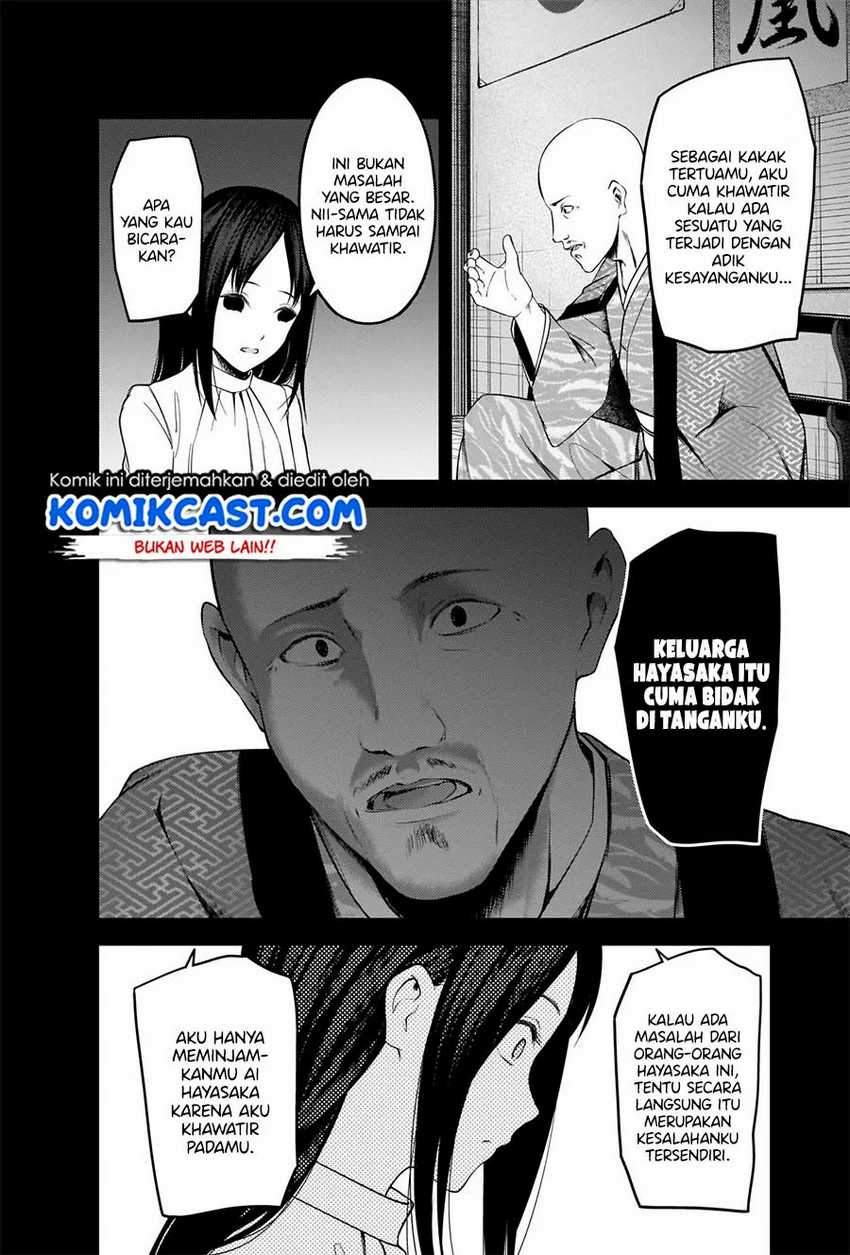 凰
SEBAGAI KAKAK
TERTUAMU, AKU
CUMA KHAWATIR
KALAU ADA
SESUATU YANG
TERJADI DENGAN
ADIK
KESAYANGANKU...
INI BUKAN
MASALAH
YANG BESAR.
NII-SAMA TIDAK
HARUS SAMPAI
KHAWATIR.
APA
YANG KAU
BICARA-
KAN?
Komik ini diterjemahkan & diedit oleh
KOMIKCAST.COM
BUKAN WEB LAIN!!
KELUARGA
HAYASAKA ITU
CUMA BIDAK
DI TANGANKU.
KALAU ADA
MASALAH DARI
ORANG-ORANG
HAYASAKA INI,
TENTU SECARA
LANGSUNG ITU
MERUPAKAN
KESALAHANKU
TERSENDIRI.
AKU HANYA
MEMINJAM-
KANMU AI
HAYASAKA
KARENA AKU
KHAWATIR
PADAMU.